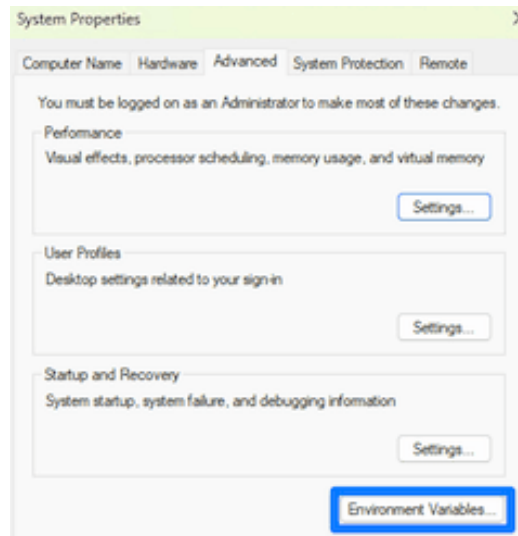 System Properties
Computer Name Hardware Advanced System Protection Remote
You must be logged on as an Administrator to make most of these changes.
Performance
Visual effects, processor scheduling, memory usage, and virtual memory
Settings...
User Profiles
Desktop settings related to your sign-in
Settings...
Startup and Recovery
System startup, system failure, and debugging information
Settings...
Environment Variables...